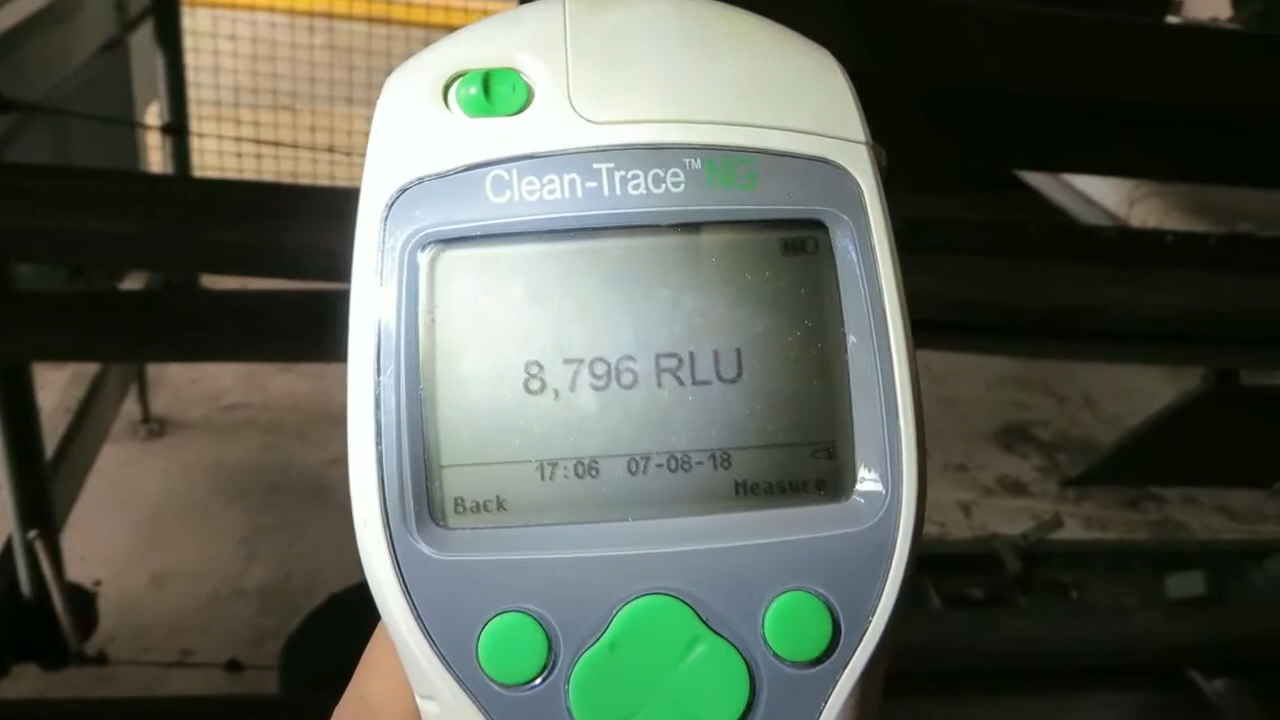 Clean-Trace™ NG
8,796 RLU
17:06 07-08-18
Back Measure